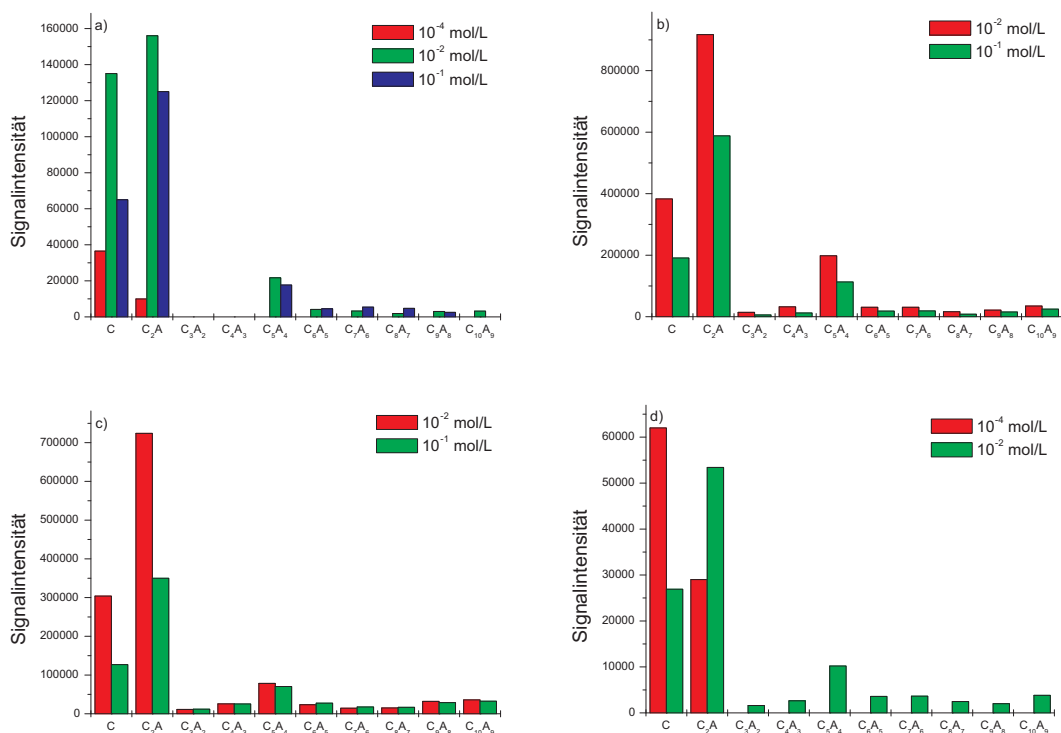 a)
10⁻⁴ mol/L
10⁻² mol/L
10⁻¹ mol/L
Signalintensität
160000
140000
120000
100000
80000
60000
40000
20000
0
C C₂A C₃A₂ C₄A₃ C₅A₄ C₆A₅ C₇A₆ C₈A₇ C₉A₈ C₁₀A₉
b)
10⁻² mol/L
10⁻¹ mol/L
Signalintensität
800000
600000
400000
200000
0
C C₂A C₃A₂ C₄A₃ C₅A₄ C₆A₅ C₇A₆ C₈A₇ C₉A₈ C₁₀A₉
c)
10⁻² mol/L
10⁻¹ mol/L
Signalintensität
700000
600000
500000
400000
300000
200000
100000
0
C C₂A C₃A₂ C₄A₃ C₅A₄ C₆A₅ C₇A₆ C₈A₇ C₉A₈ C₁₀A₉
d)
10⁻⁴ mol/L
10⁻² mol/L
Signalintensität
60000
50000
40000
30000
20000
10000
0
C C₂A C₃A₂ C₄A₃ C₅A₄ C₆A₅ C₇A₆ C₈A₇ C₉A₈ C₁₀A₉